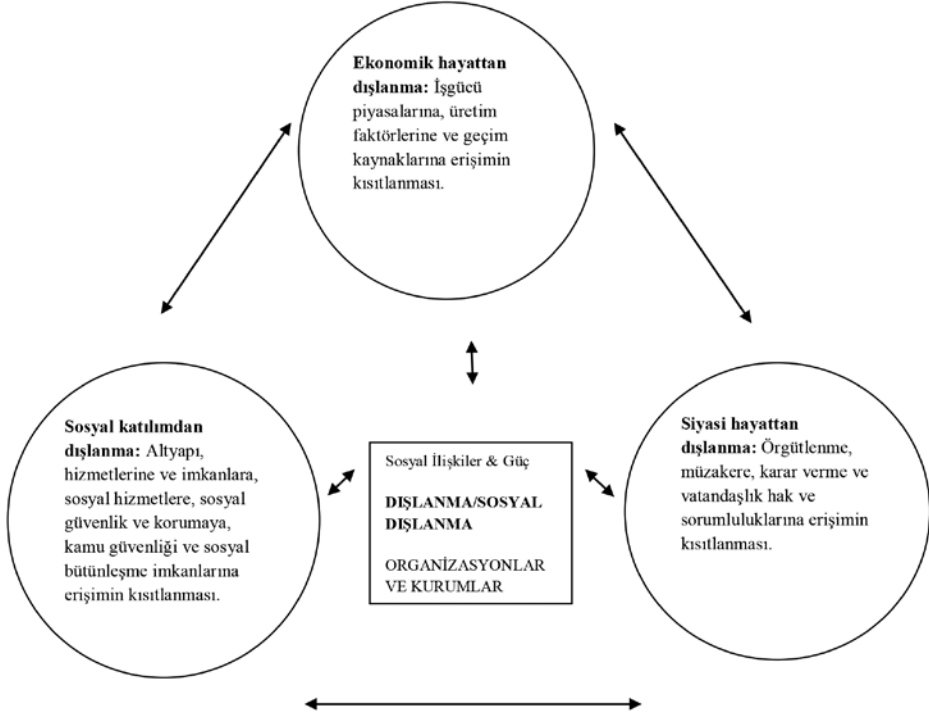 Ekonomik hayattan
dışlanma: İşgücü
piyasalarına, üretim
faktörlerine ve geçim
kaynaklarına erişimin
kısıtlanması.
Sosyal katılımdan
dışlanma: Altyapı,
hizmetlerine ve imkanlara,
sosyal hizmetlere, sosyal
güvenlik ve korumaya,
kamu güvenliği ve sosyal
bütünleşme imkanlarına
erişimin kısıtlanması.
Sosyal İlişkiler & Güç
DIŞLANMA/SOSYAL
DIŞLANMA
ORGANİZASYONLAR
VE KURUMLAR
Siyasi hayattan
dışlanma: Örgütlenme,
müzakere, karar verme ve
vatandaşlık hak ve
sorumluluklarına erişimin
kısıtlanması.